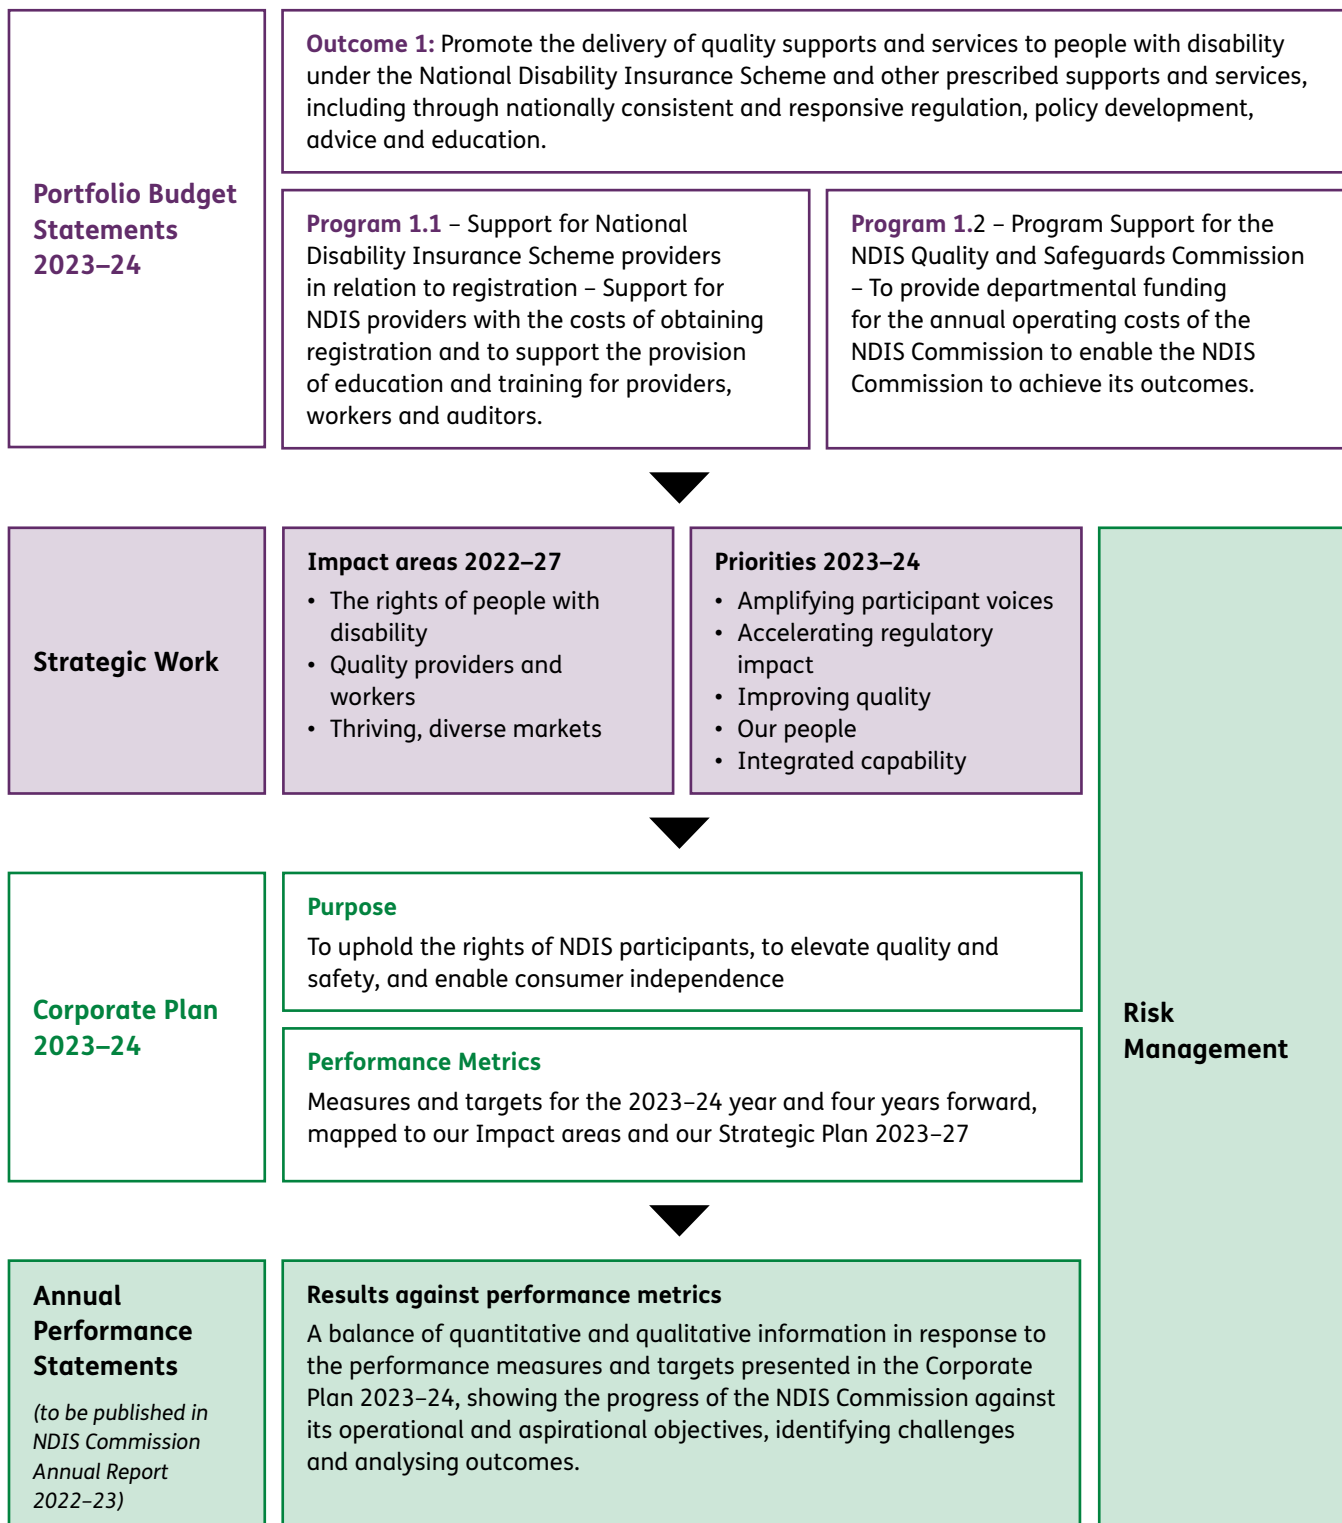 Portfolio Budget
Statements
2023–24
Outcome 1: Promote the delivery of quality supports and services to people with disability
under the National Disability Insurance Scheme and other prescribed supports and services,
including through nationally consistent and responsive regulation, policy development,
advice and education.
Program 1.1 – Support for National
Disability Insurance Scheme providers
in relation to registration – Support for
NDIS providers with the costs of obtaining
registration and to support the provision
of education and training for providers,
workers and auditors.
Program 1.2 – Program Support for the
NDIS Quality and Safeguards Commission
– To provide departmental funding
for the annual operating costs of the
NDIS Commission to enable the NDIS
Commission to achieve its outcomes.
Strategic Work
Impact areas 2022–27
• The rights of people with
disability
• Quality providers and
workers
• Thriving, diverse markets
Priorities 2023–24
• Amplifying participant voices
• Accelerating regulatory
impact
• Improving quality
• Our people
• Integrated capability
Risk
Management
Corporate Plan
2023–24
Purpose
To uphold the rights of NDIS participants, to elevate quality and
safety, and enable consumer independence
Performance Metrics
Measures and targets for the 2023–24 year and four years forward,
mapped to our Impact areas and our Strategic Plan 2023–27
Annual
Performance
Statements
(to be published in
NDIS Commission
Annual Report
2022–23)
Results against performance metrics
A balance of quantitative and qualitative information in response to
the performance measures and targets presented in the Corporate
Plan 2023–24, showing the progress of the NDIS Commission against
its operational and aspirational objectives, identifying challenges
and analysing outcomes.